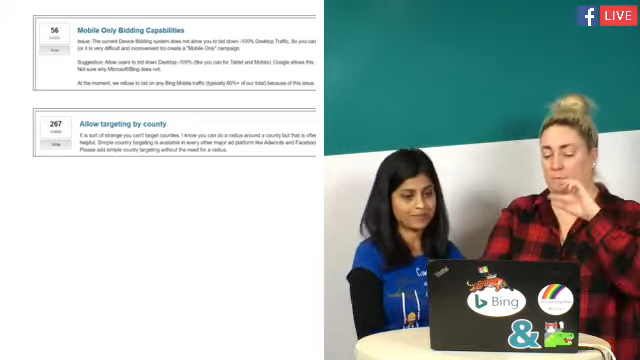 LIVE
56
votes
Vote
Mobile Only Bidding Capabilities
Issue: The current Device Bidding system does not allow you to bid down -100% Desktop Traffic. So you can
(or it is very difficult and inconvenient to) create a "Mobile Only" campaign.
Suggestion: Allow users to bid down Desktop -100% (like you can for Tablet and Mobile). Google allows this.
Not sure why Microsoft/Bing does not.
At the moment, we refuse to bid on any Bing Mobile traffic (typically 60%+ of our total) because of this issue.
267
votes
Vote
Allow targeting by county
It is sort of strange you can't target counties. I know you can do a radius around a county but that is often
helpful. Simple county targeting is available in every other major ad platform like Adwords and Facebook
Please add simple county targeting without the need for a radius.
ThinkPad
Bing
&